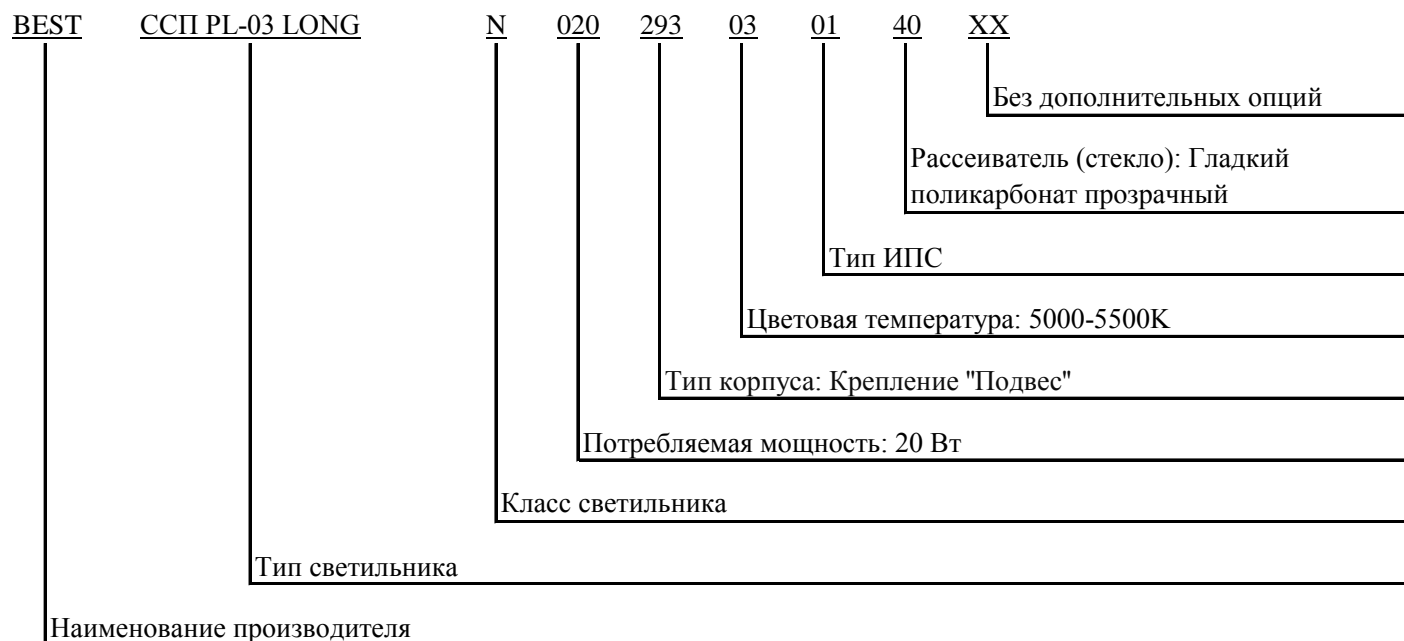 BEST ССП PL-03 LONG N 020 293 03 01 40 XX
Без дополнительных опций
Рассеиватель (стекло): Гладкий
поликарбонат прозрачный
Тип ИПС
Цветовая температура: 5000-5500К
Тип корпуса: Крепление "Подвес"
Потребляемая мощность: 20 Вт
Класс светильника
Тип светильника
Наименование производителя